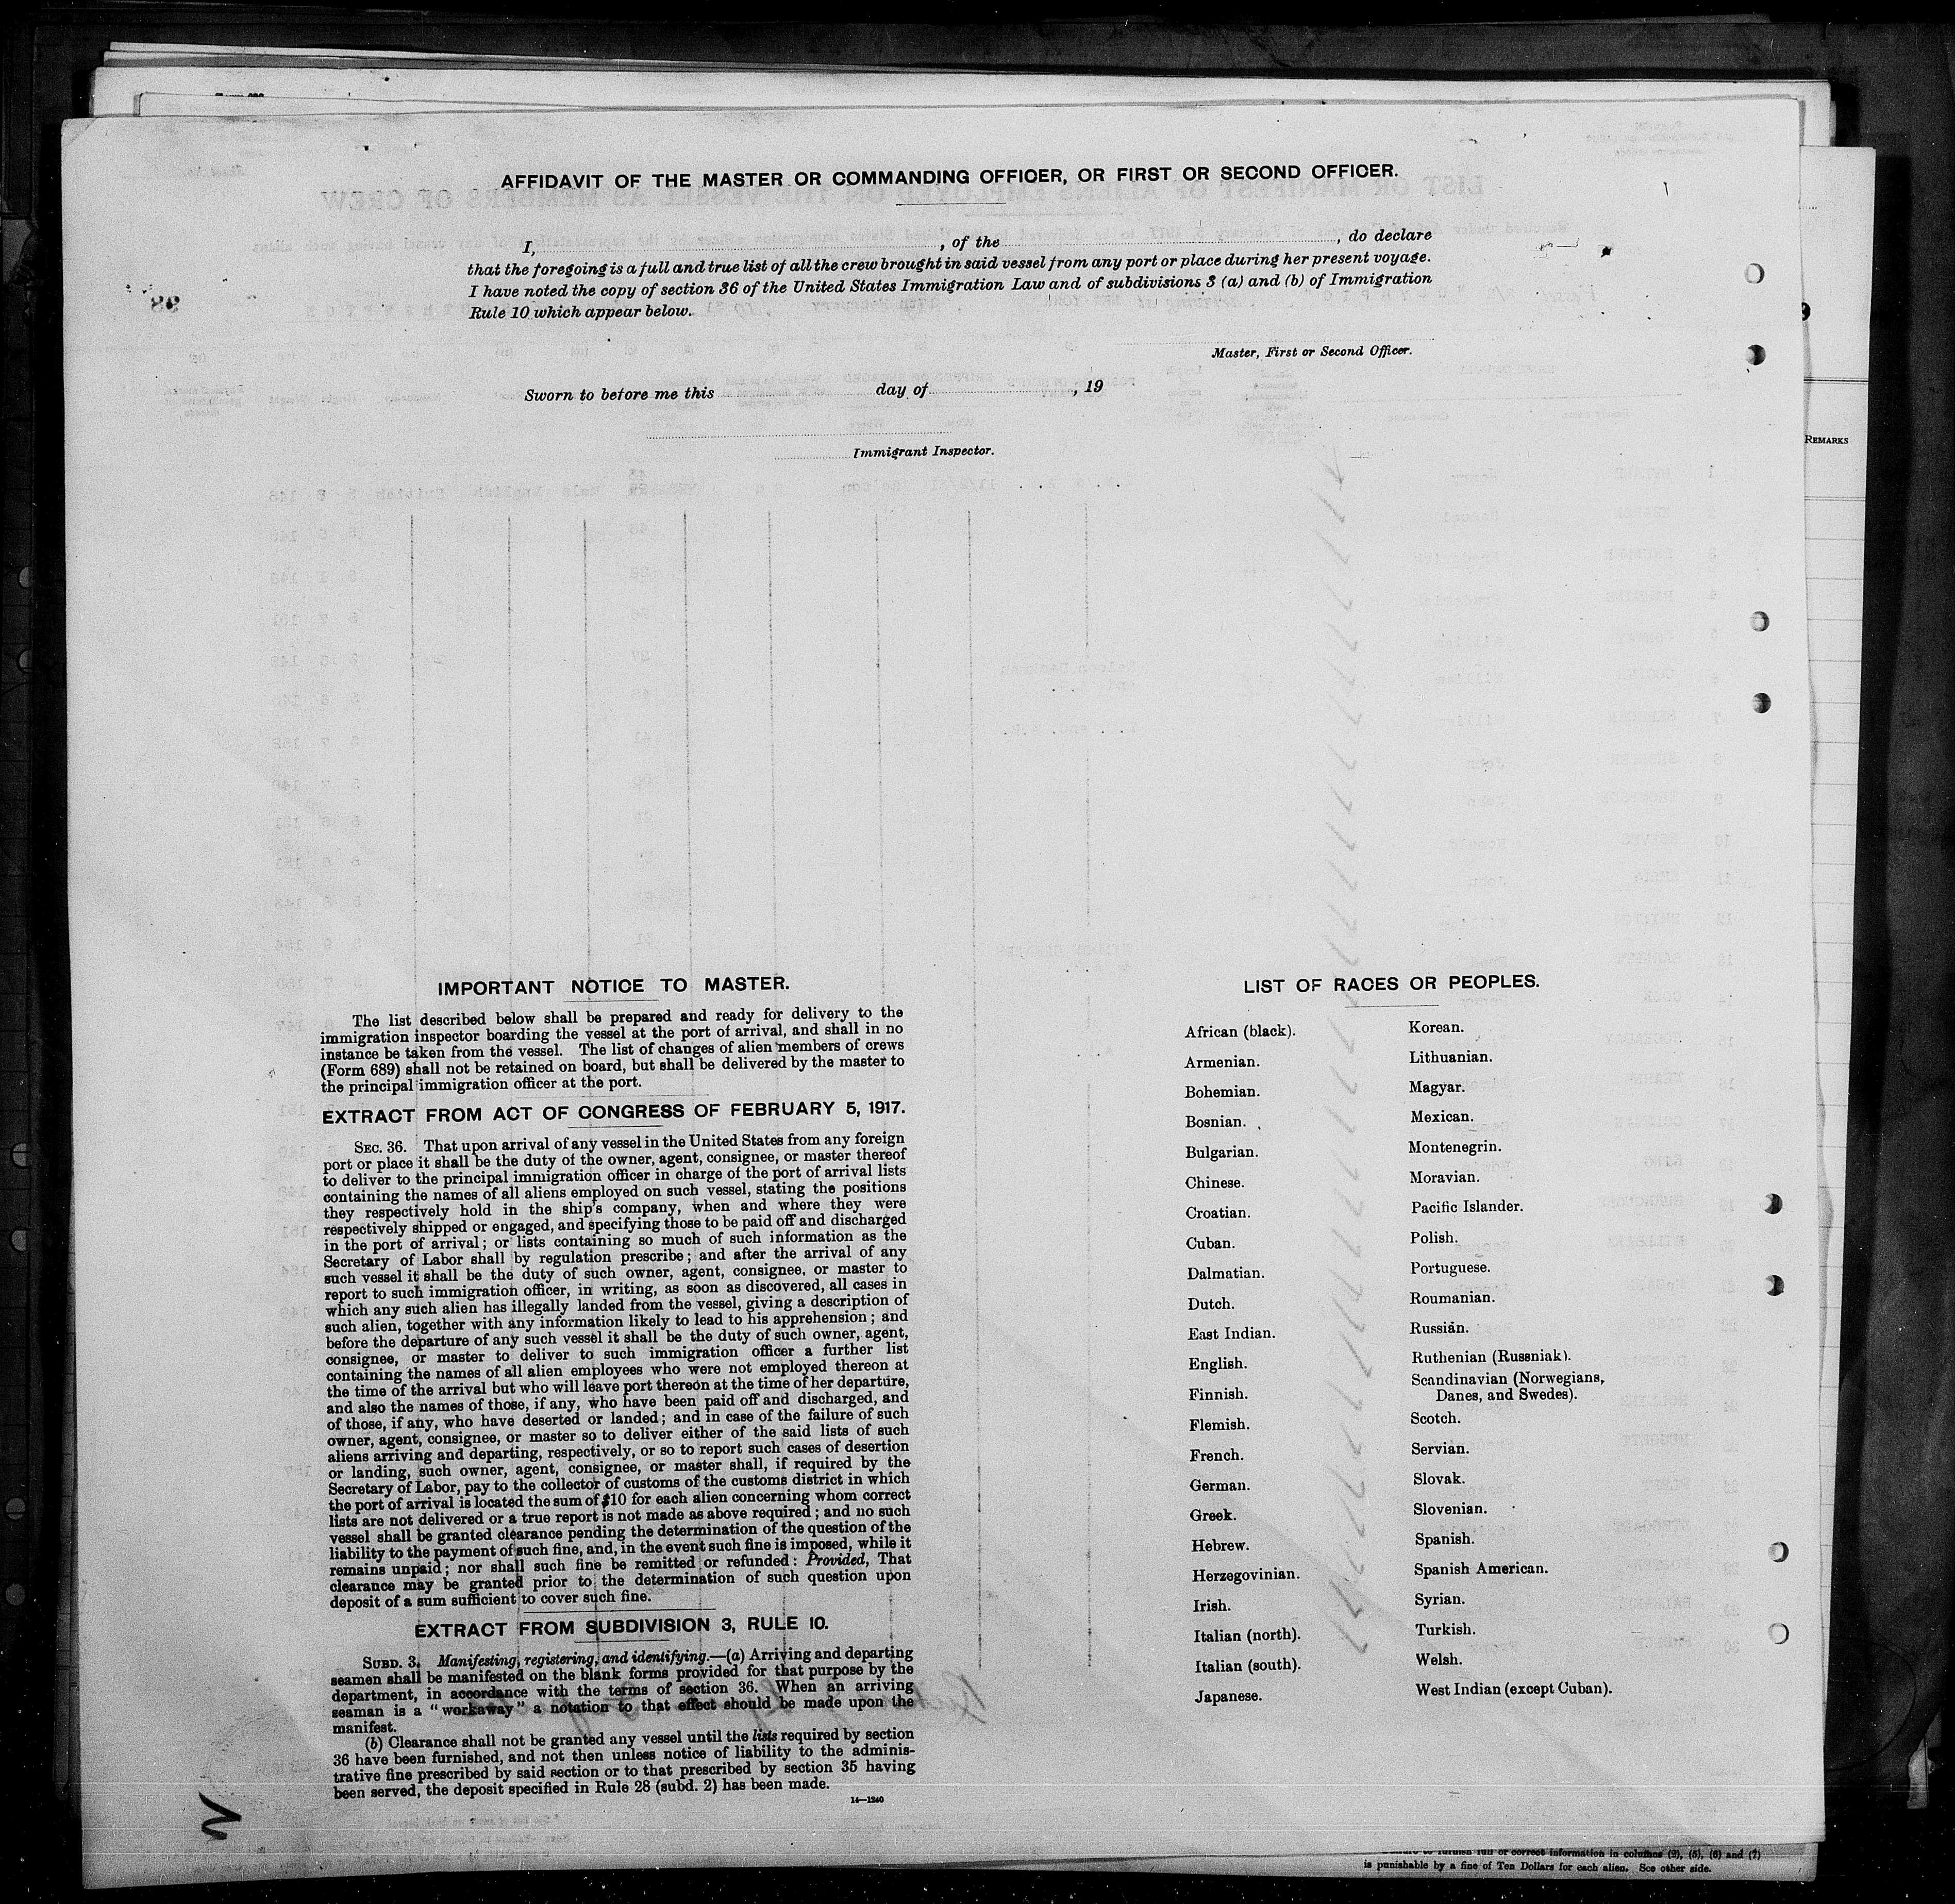 AFFIDAVIT OF THE MASTER OR COMMANDING OFFICER, OR FIRST OR SECOND OFFICER.
I, , of the , do declare
that the foregoing is a full and true list of all the crew brought in said vessel from any port or place during her present voyage.
I have noted the copy of section 36 of the United States Immigration Law and of subdivisions 3 (a) and (b) of Immigration
Rule 10 which appear below.
Master, First or Second Officer.
Sworn to before me this day of , 19
Immigrant Inspector.
REMARKS
IMPORTANT NOTICE TO MASTER.
The list described below shall be prepared and ready for delivery to the
immigration inspector boarding the vessel at the port of arrival, and shall in no
instance be taken from the vessel. The list of changes of alien members of crews
(Form 689) shall not be retained on board, but shall be delivered by the master to
the principal immigration officer at the port.
EXTRACT FROM ACT OF CONGRESS OF FEBRUARY 5, 1917.
SEC. 36. That upon arrival of any vessel in the United States from any foreign
port or place it shall be the duty of the owner, agent, consignee, or master thereof
to deliver to the principal immigration officer in charge of the port of arrival lists
containing the names of all aliens employed on such vessel, stating the positions
they respectively hold in the ship's company, when and where they were
respectively shipped or engaged, and specifying those to be paid off and discharged
in the port of arrival; or lists containing so much of such information as the
Secretary of Labor shall by regulation prescribe; and after the arrival of any
such vessel it shall be the duty of such owner, agent, consignee, or master to
report to such immigration officer, in writing, as soon as discovered, all cases in
which any such alien has illegally landed from the vessel, giving a description of
such alien, together with any information likely to lead to his apprehension; and
before the departure of any such vessel it shall be the duty of such owner, agent,
consignee, or master to deliver to such immigration officer a further list
containing the names of all alien employees who were not employed thereon at
the time of the arrival but who will leave port thereon at the time of her departure,
and also the names of those, if any, who have been paid off and discharged, and
of those, if any, who have deserted or landed; and in case of the failure of such
owner, agent, consignee, or master so to deliver either of the said lists of such
aliens arriving and departing, respectively, or so to report such cases of desertion
or landing, such owner, agent, consignee, or master shall, if required by the
Secretary of Labor, pay to the collector of customs of the customs district in which
the port of arrival is located the sum of $10 for each alien concerning whom correct
lists are not delivered or a true report is not made as above required; and no such
vessel shall be granted clearance pending the determination of the question of the
liability to the payment of such fine, and, in the event such fine is imposed, while it
remains unpaid; nor shall such fine be remitted or refunded: Provided, That
clearance may be granted prior to the determination of such question upon
deposit of a sum sufficient to cover such fine.
EXTRACT FROM SUBDIVISION 3, RULE 10.
SUBD. 3. Manifesting, registering, and identifying.—(a) Arriving and departing
seamen shall be manifested on the blank forms provided for that purpose by the
department, in accordance with the terms of section 36. When an arriving
seaman is a "workaway" a notation to that effect should be made upon the
manifest.
(b) Clearance shall not be granted any vessel until the lists required by section
36 have been furnished, and not then unless notice of liability to the adminis-
trative fine prescribed by said section or to that prescribed by section 35 having
been served, the deposit specified in Rule 28 (subd. 2) has been made.
14—1240
LIST OF RACES OR PEOPLES.
African (black).
Armenian.
Bohemian.
Bosnian.
Bulgarian.
Chinese.
Croatian.
Cuban.
Dalmatian.
Dutch.
East Indian.
English.
Finnish.
Flemish.
French.
German.
Greek.
Hebrew.
Herzegovinian.
Irish.
Italian (north).
Italian (south).
Japanese.
Korean.
Lithuanian.
Magyar.
Mexican.
Montenegrin.
Moravian.
Pacific Islander.
Polish.
Portuguese.
Roumanian.
Russian.
Ruthenian (Russniak).
Scandinavian (Norwegians,
Danes, and Swedes).
Scotch.
Servian.
Slovak.
Slovenian.
Spanish.
Spanish American.
Syrian.
Turkish.
Welsh.
West Indian (except Cuban).
or correct information in columns (2), (5), (6) and (7)
is punishable by a fine of Ten Dollars for each alien. See other side.